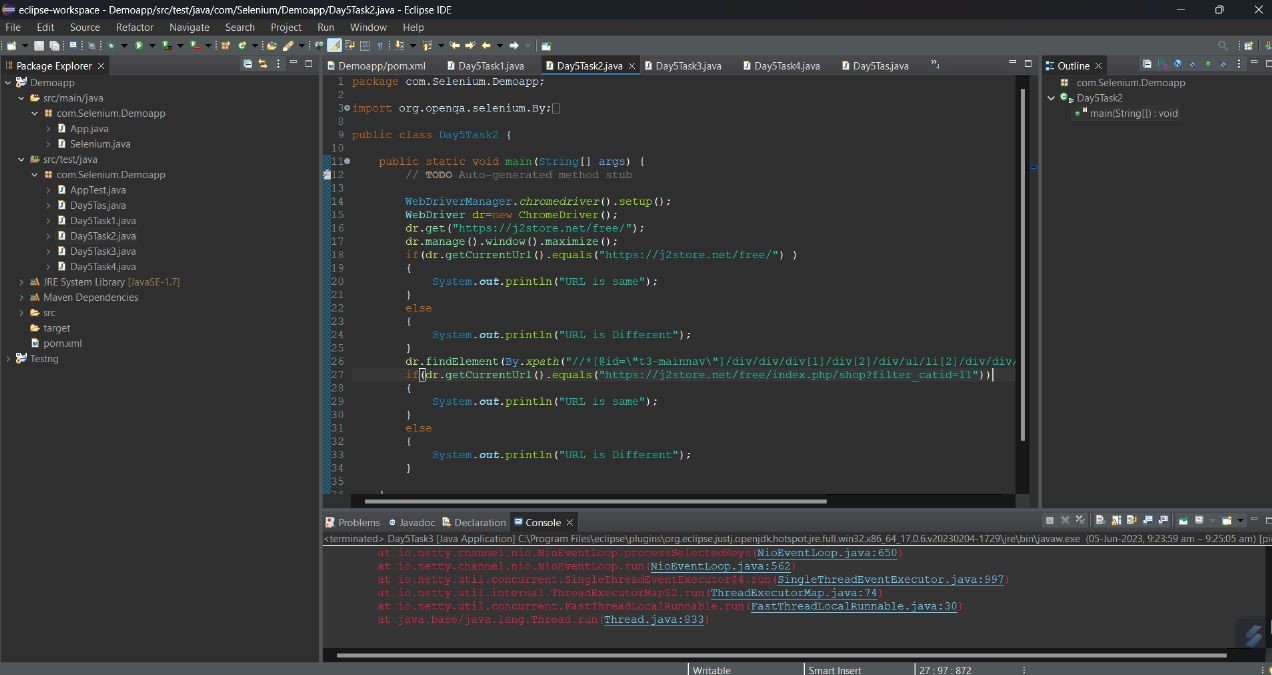 eclipse-workspace - Demoapp/src/test/java/com/Selenium/Demoapp/Day5Task2.java - Eclipse IDE
File Edit Source Refactor Navigate Search Project Run Window Help
Package Explorer
Demoapp
src/main/java
com.Selenium.Demoapp
App.java
Selenium.java
src/test/java
com.Selenium.Demoapp
AppTest.java
Day5Tas.java
Day5Task1.java
Day5Task2.java
Day5Task3.java
Day5Task4.java
JRE System Library [JavaSE-1.7]
Maven Dependencies
src
target
pom.xml
Testng
Demoapp/pom.xml Day5Task1.java Day5Task2.java Day5Task3.java Day5Task4.java Day5Tas.java
1 package com.Selenium.Demoapp;
2
3 import org.openqa.selenium.By;
8
9 public class Day5Task2 {
10
11 public static void main(String[] args) {
12 // TODO Auto-generated method stub
13
14 WebDriverManager.chromedriver().setup();
15 WebDriver dr=new ChromeDriver();
16 dr.get("https://j2store.net/free/");
17 dr.manage().window().maximize();
18 if(dr.getCurrentUrl().equals("https://j2store.net/free/") )
19 {
20 System.out.println("URL is same");
21 }
22 else
23 {
24 System.out.println("URL is Different");
25 }
26 dr.findElement(By.xpath("//*[@id=\"t3-mainnav\"]/div/div/div[1]/div[2]/div/ul/li[2]/div/div/
27 if(dr.getCurrentUrl().equals("https://j2store.net/free/index.php/shop?filter_catid=11"))
28 {
29 System.out.println("URL is same");
30 }
31 else
32 {
33 System.out.println("URL is Different");
34 }
35
Outline
com.Selenium.Demoapp
Day5Task2
main(String[]) : void
Problems Javadoc Declaration Console
<terminated> Day5Task3 [Java Application] C:\Program Files\eclipse\plugins\org.eclipse.justj.openjdk.hotspot.jre.full.win32.x86_64_17.0.6.v20230204-1729\jre\bin\javaw.exe (05-Jun-2023, 9:23:59 am – 9:25:05 am) [pi
at io.netty.channel.nio.NioEventLoop.processSelectedKeys(NioEventLoop.java:650)
at io.netty.channel.nio.NioEventLoop.run(NioEventLoop.java:562)
at io.netty.util.concurrent.SingleThreadEventExecutor$4.run(SingleThreadEventExecutor.java:997)
at io.netty.util.internal.ThreadExecutorMap$2.run(ThreadExecutorMap.java:74)
at io.netty.util.concurrent.FastThreadLocalRunnable.run(FastThreadLocalRunnable.java:30)
at java.base/java.lang.Thread.run(Thread.java:833)
Writable Smart Insert 27 : 97 : 872